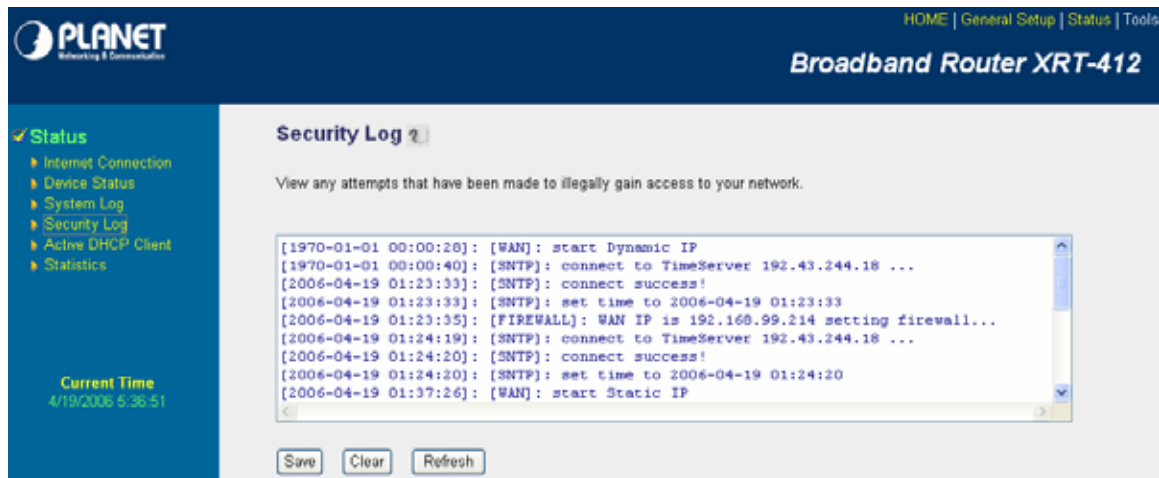 PLANET
Networking & Communication
HOME | General Setup | Status | Tools
Broadband Router XRT-412
Status
Internet Connection
Device Status
System Log
Security Log
Active DHCP Client
Statistics
Current Time
4/19/2006 5:36:51
Security Log
View any attempts that have been made to illegally gain access to your network.
[1970-01-01 00:00:28]: [WAN]: start Dynamic IP
[1970-01-01 00:00:40]: [SNTP]: connect to TimeServer 192.43.244.18 ...
[2006-04-19 01:23:33]: [SNTP]: connect success!
[2006-04-19 01:23:33]: [SNTP]: set time to 2006-04-19 01:23:33
[2006-04-19 01:23:35]: [FIREWALL]: WAN IP is 192.168.99.214 setting firewall...
[2006-04-19 01:24:19]: [SNTP]: connect to TimeServer 192.43.244.18 ...
[2006-04-19 01:24:20]: [SNTP]: connect success!
[2006-04-19 01:24:20]: [SNTP]: set time to 2006-04-19 01:24:20
[2006-04-19 01:37:26]: [WAN]: start Static IP
Save Clear Refresh